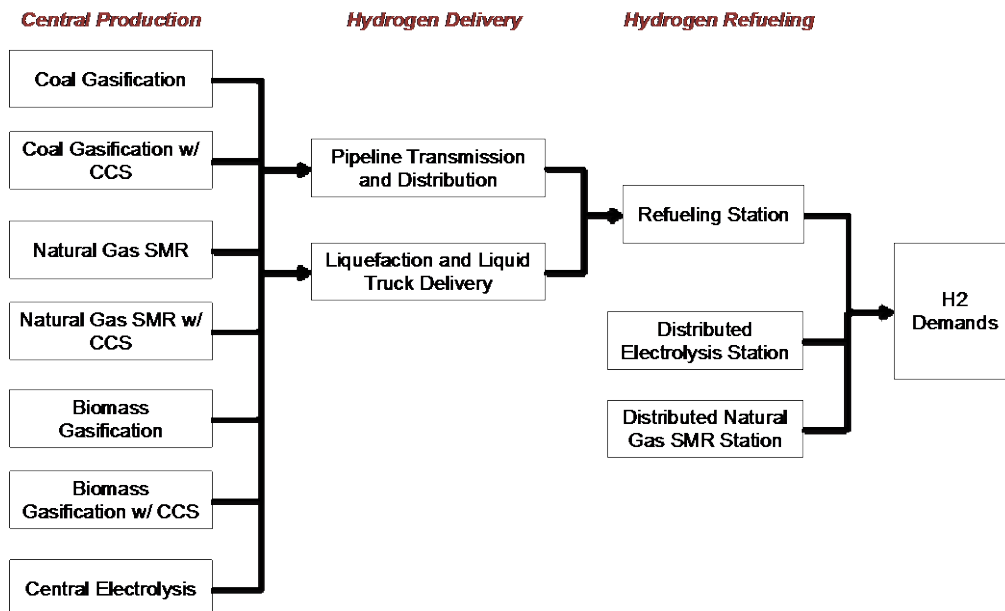 Central Production
Hydrogen Delivery
Hydrogen Refueling
Coal Gasification
Coal Gasification w/
CCS
Natural Gas SMR
Natural Gas SMR w/
CCS
Biomass
Gasification
Biomass
Gasification w/ CCS
Central Electrolysis
Pipeline Transmission
and Distribution
Liquefaction and Liquid
Truck Delivery
Refueling Station
Distributed
Electrolysis Station
Distributed Natural
Gas SMR Station
H2
Demands